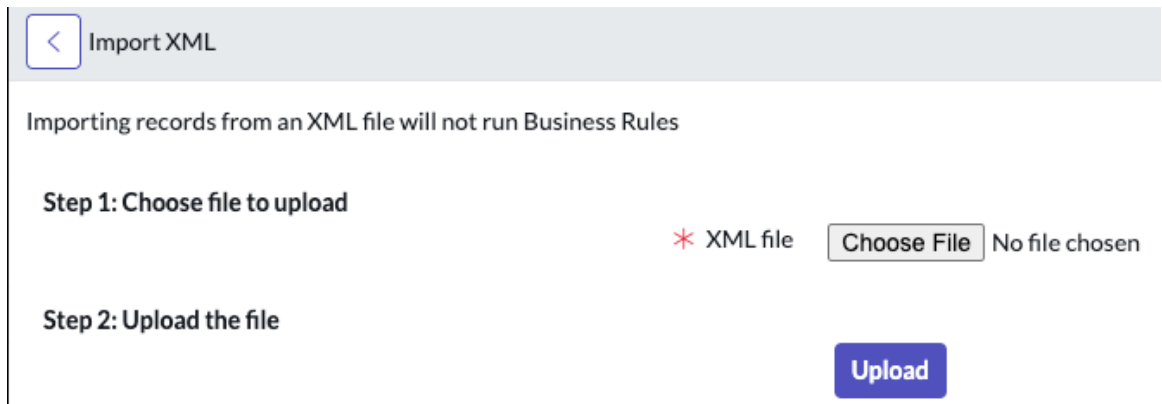 Import XML
Importing records from an XML file will not run Business Rules
Step 1: Choose file to upload
* XML file Choose File No file chosen
Step 2: Upload the file
Upload